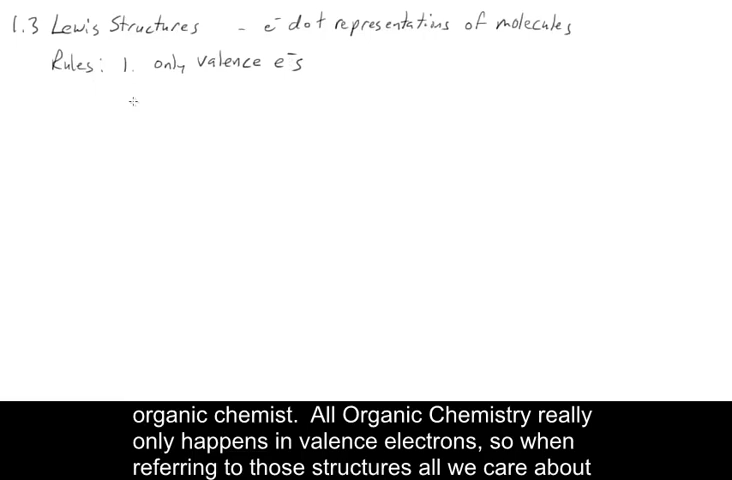 1.3 Lewis Structures - e⁻ dot representations of molecules
Rules: 1. only valence e⁻s
organic chemist. All Organic Chemistry really
only happens in valence electrons, so when
referring to those structures all we care about